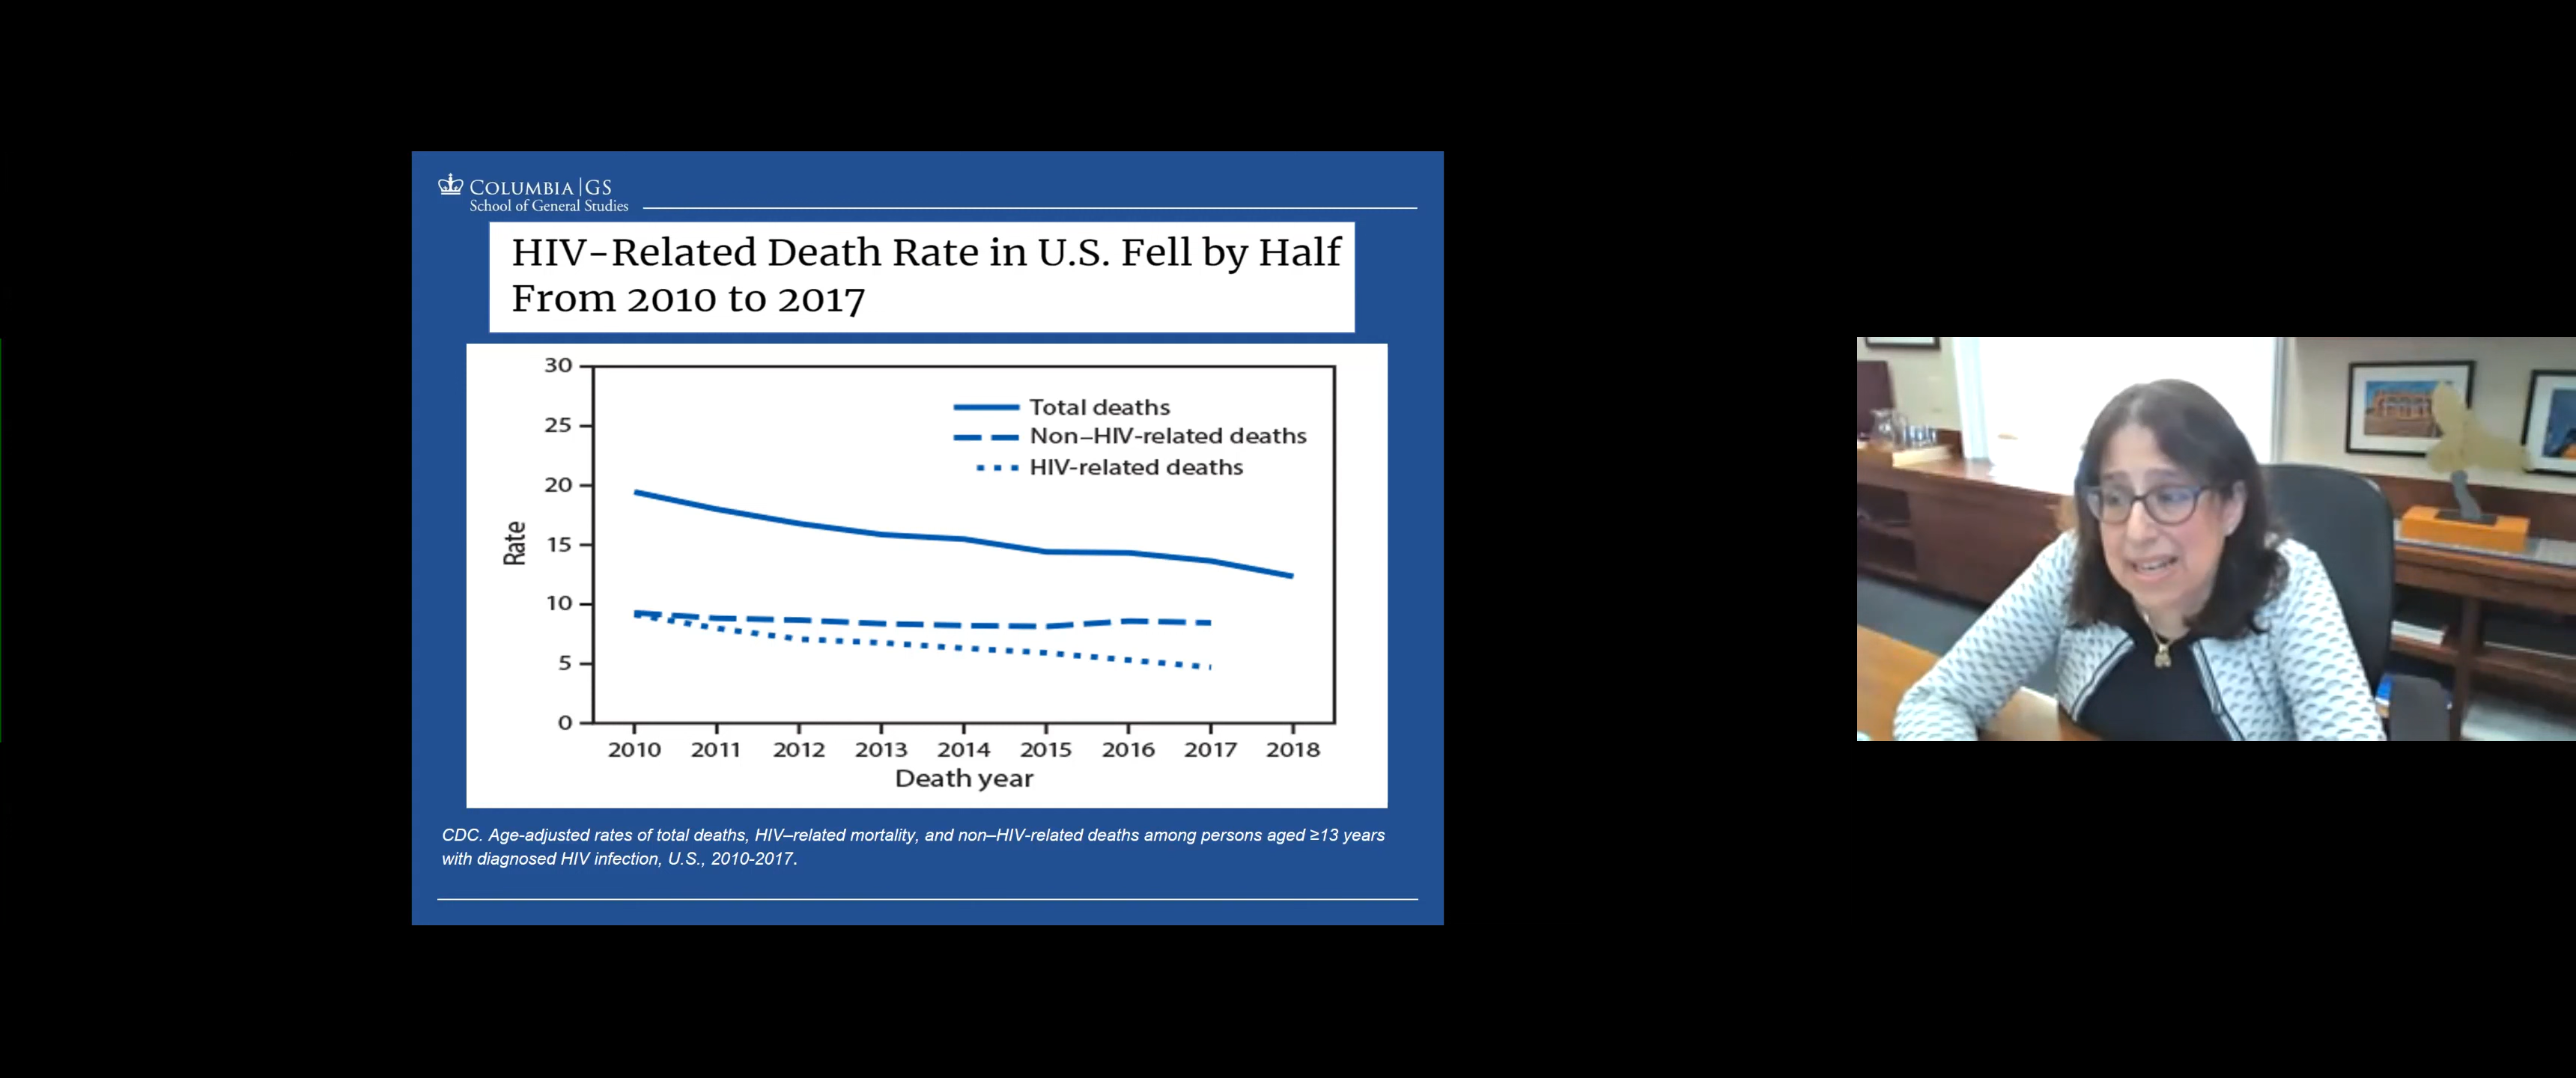 COLUMBIA|GS
School of General Studies
HIV-Related Death Rate in U.S. Fell by Half
From 2010 to 2017
30
25
20
15
10
5
0
Rate
Total deaths
Non–HIV-related deaths
HIV-related deaths
2010 2011 2012 2013 2014 2015 2016 2017 2018
Death year
CDC. Age-adjusted rates of total deaths, HIV–related mortality, and non–HIV-related deaths among persons aged ≥13 years
with diagnosed HIV infection, U.S., 2010-2017.